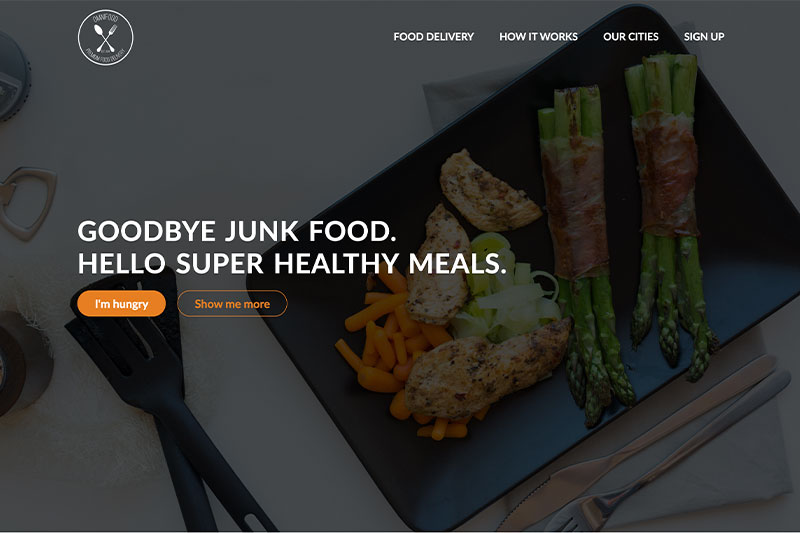 OMNIFOOD
PREMIUM FOOD DELIVERY
FOOD DELIVERY
HOW IT WORKS
OUR CITIES
SIGN UP
GOODBYE JUNK FOOD.
HELLO SUPER HEALTHY MEALS.
I'm hungry
Show me more